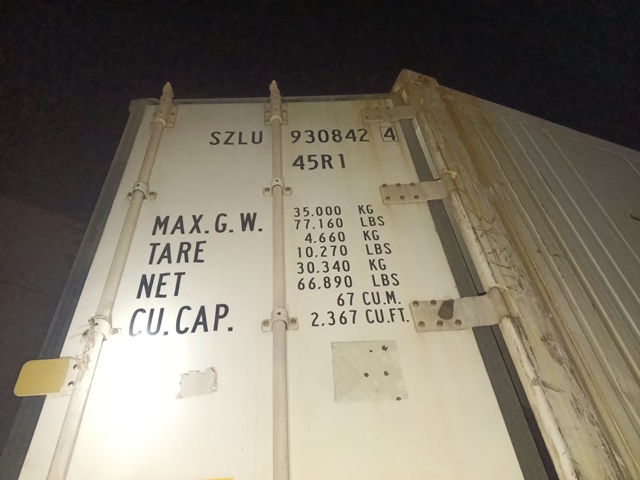 SZLU 930842 4
45R1
MAX.G.W. 35.000 KG
77.160 LBS
TARE 4.660 KG
10.270 LBS
NET 30.340 KG
66.890 LBS
CU.CAP. 67 CU.M.
2.367 CU.FT.